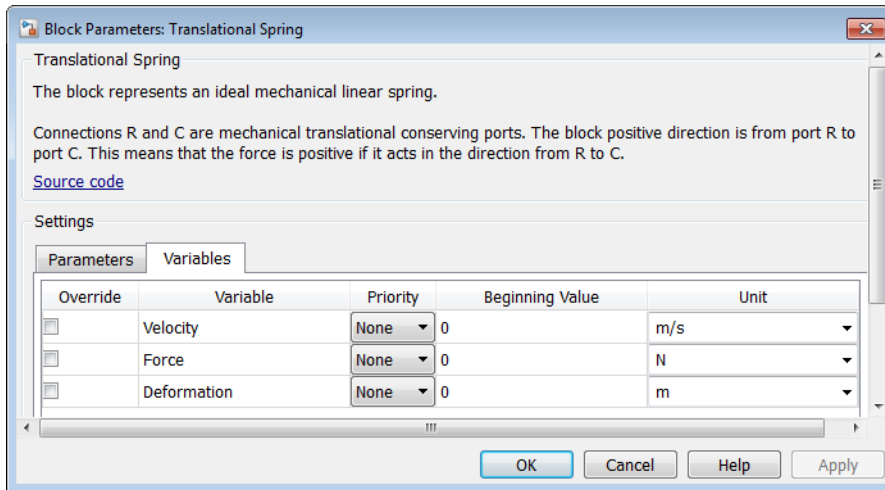 Block Parameters: Translational Spring
Translational Spring
The block represents an ideal mechanical linear spring.
Connections R and C are mechanical translational conserving ports. The block positive direction is from port R to
port C. This means that the force is positive if it acts in the direction from R to C.
Source code
Settings
Parameters Variables
Override Variable Priority Beginning Value Unit
Velocity None 0 m/s
Force None 0 N
Deformation None 0 m
OK Cancel Help Apply